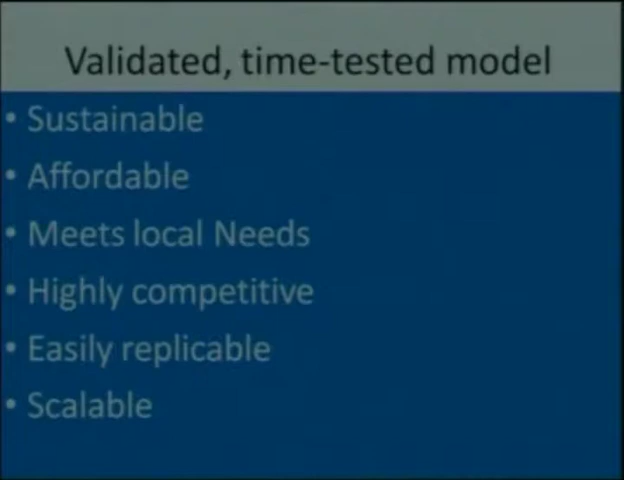 Validated, time-tested model
• Sustainable
• Affordable
• Meets local Needs
• Highly competitive
• Easily replicable
• Scalable